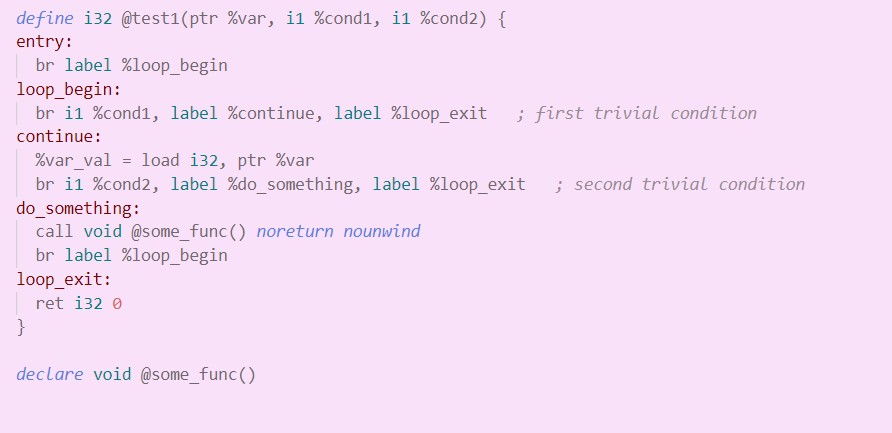 define i32 @test1(ptr %var, i1 %cond1, i1 %cond2) {
entry:
  br label %loop_begin
loop_begin:
  br i1 %cond1, label %continue, label %loop_exit   ; first trivial condition
continue:
  %var_val = load i32, ptr %var
  br i1 %cond2, label %do_something, label %loop_exit   ; second trivial condition
do_something:
  call void @some_func() noreturn nounwind
  br label %loop_begin
loop_exit:
  ret i32 0
}

declare void @some_func()